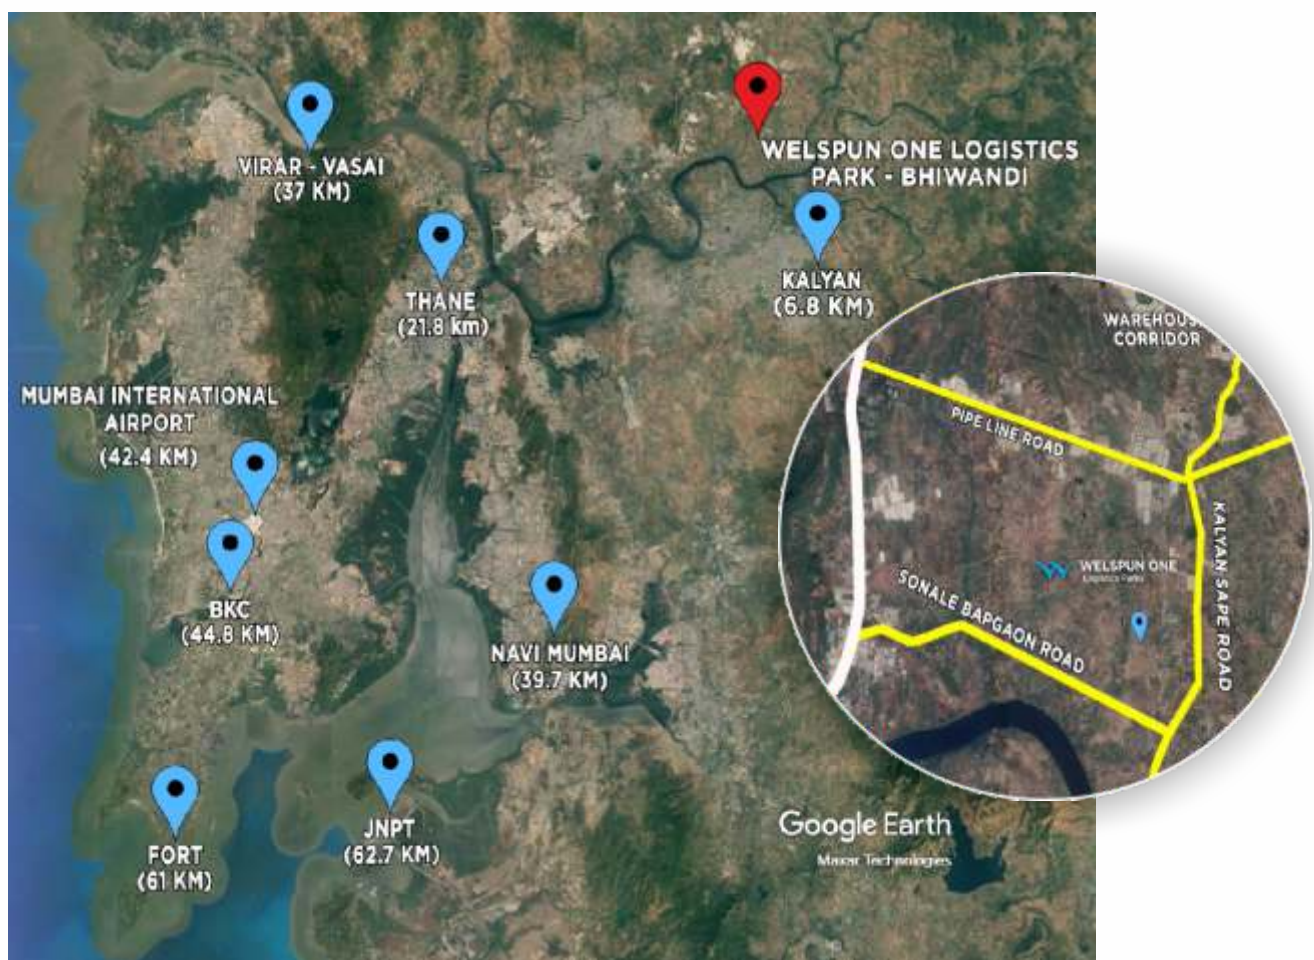 VIRAR - VASAI
(37 KM)
WELSPUN ONE LOGISTICS
PARK - BHIWANDI
THANE
(21.8 km)
KALYAN
(6.8 KM)
MUMBAI INTERNATIONAL
AIRPORT
(42.4 KM)
BKC
(44.8 KM)
NAVI MUMBAI
(39.7 KM)
FORT
(61 KM)
JNPT
(62.7 KM)
Google Earth
Maxar Technologies
CORRIDOR
PIPE LINE ROAD
KALYAN SAPE ROAD
WELSPUN ONE
Logistics Parks
SONALE BAPGAON ROAD